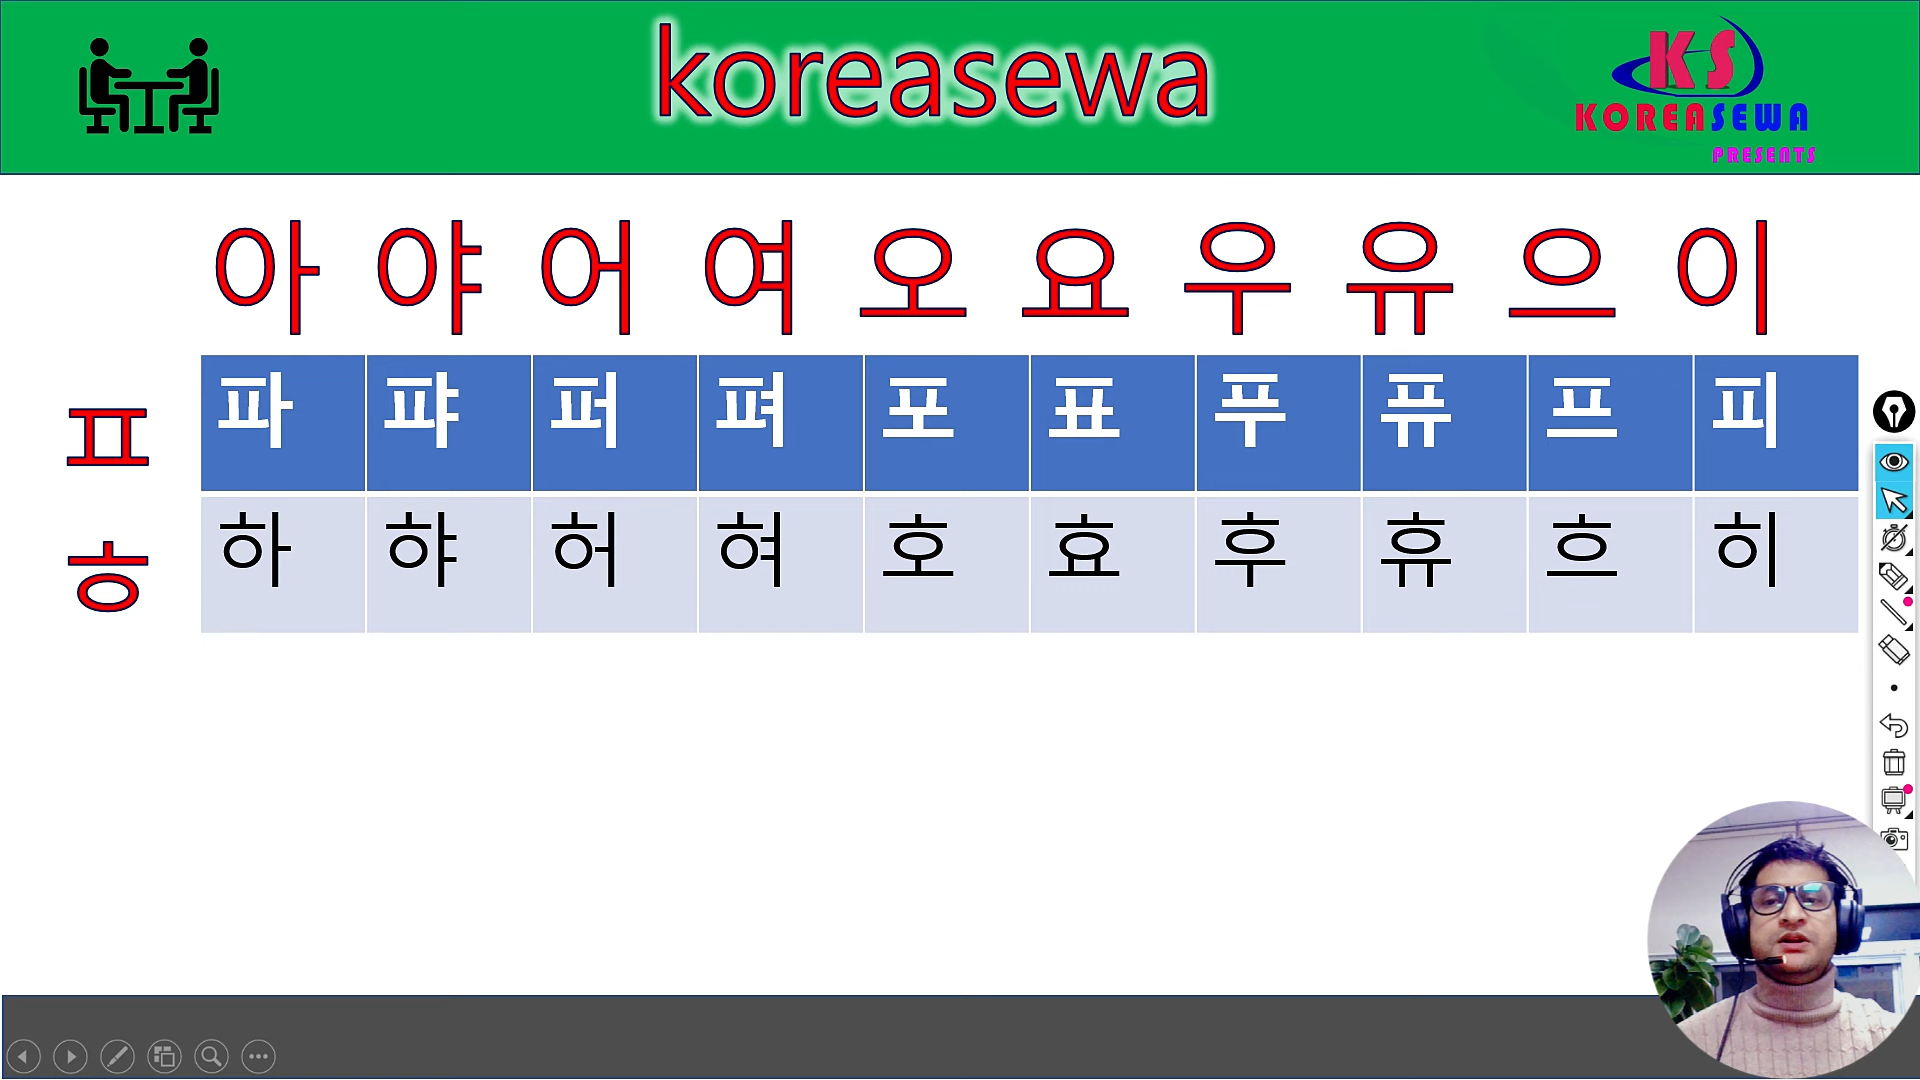 koreasewa
KS
KOREASEWA
PRESENTS
아 야 어 여 오 요 우 유 으 이
ㅍ 파 퍄 퍼 펴 포 표 푸 퓨 프 피
ㅎ 하 햐 허 혀 호 효 후 휴 흐 히